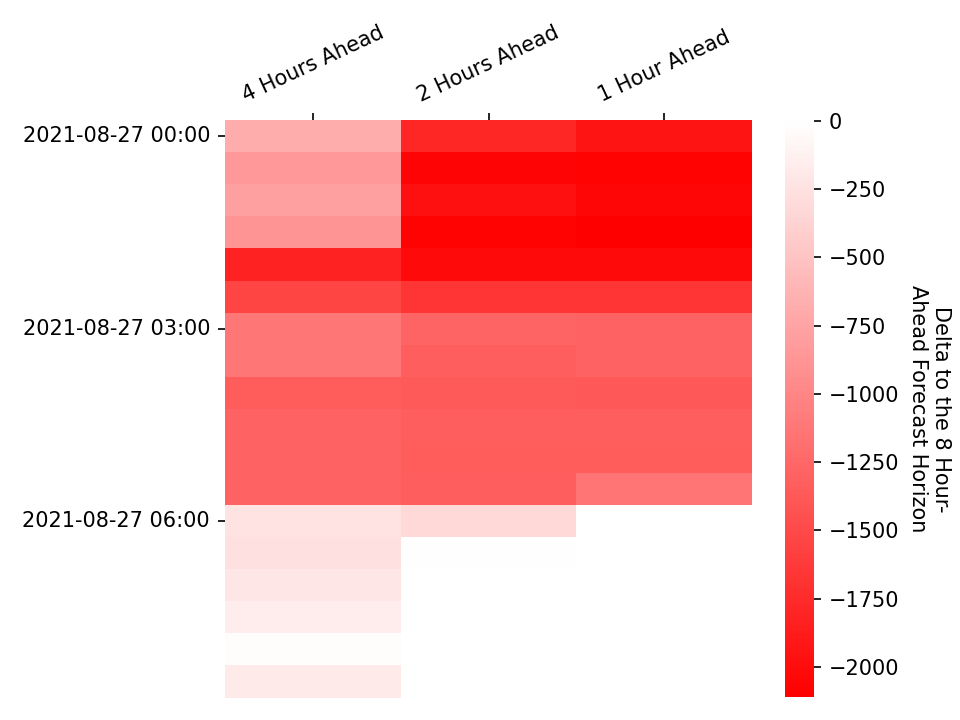 4 Hours Ahead
2 Hours Ahead
1 Hour Ahead
2021-08-27 00:00
2021-08-27 03:00
2021-08-27 06:00
0
−250
−500
−750
−1000
−1250
−1500
−1750
−2000
Delta to the 8 Hour-
Ahead Forecast Horizon